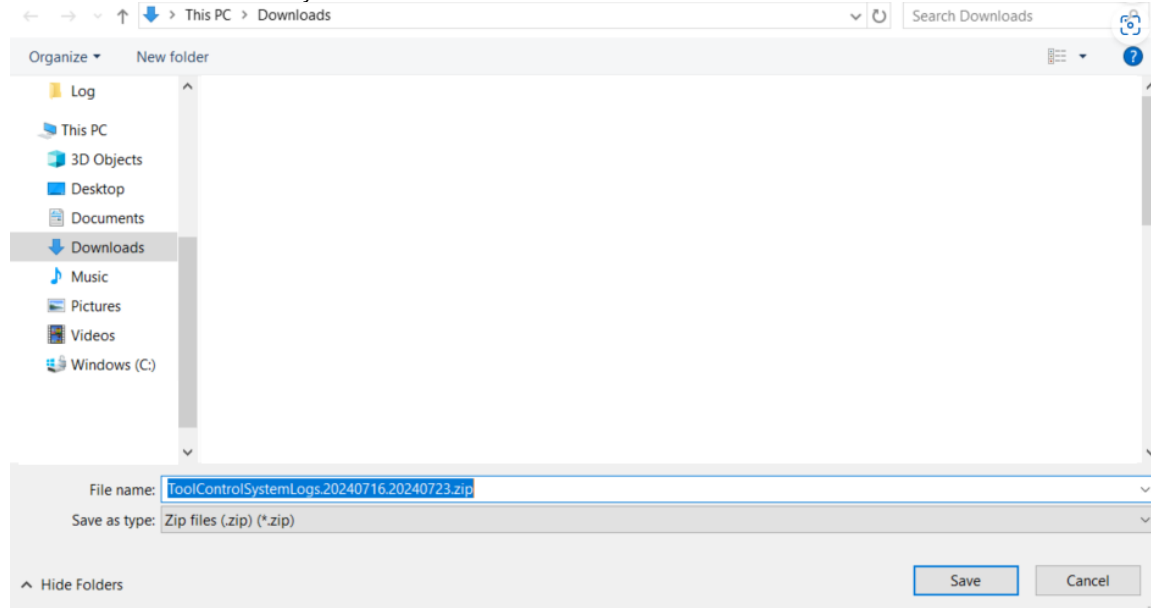 This PC > Downloads
Search Downloads
Organize
New folder
?
Log
This PC
3D Objects
Desktop
Documents
Downloads
Music
Pictures
Videos
Windows (C:)
File name: ToolControlSystemLogs.20240716.20240723.zip
Save as type: Zip files (.zip) (*.zip)
Hide Folders
Save
Cancel